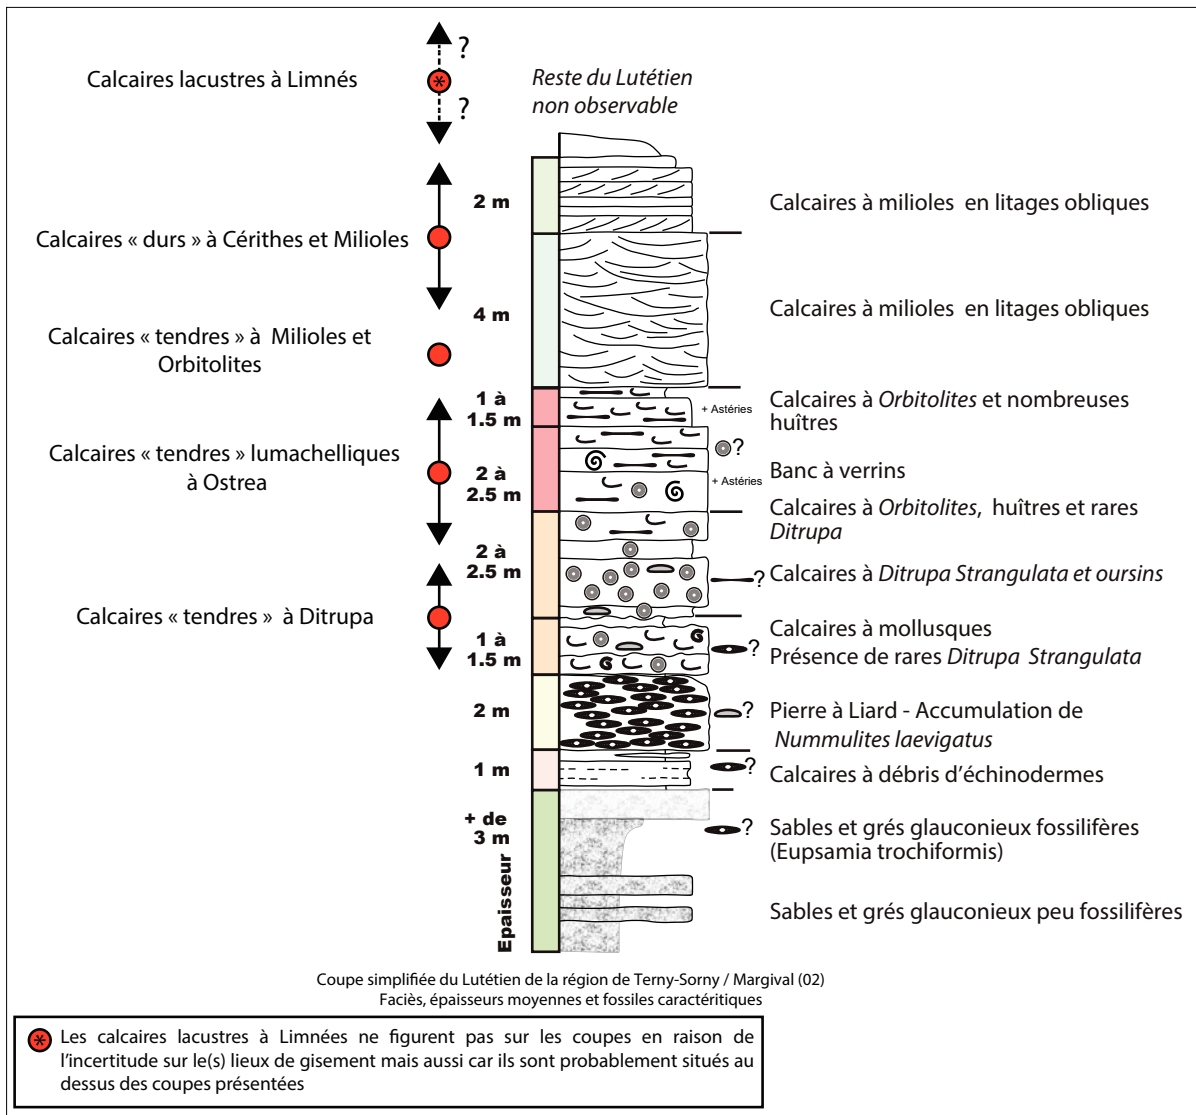 ?
Calcaires lacustres à Limnés
*
?
Reste du Lutétien
non observable
2 m
Calcaires à milioles en litages obliques
Calcaires « durs » à Cérithes et Milioles
4 m
Calcaires à milioles en litages obliques
Calcaires « tendres » à Milioles et
Orbitolites
1 à
1.5 m
+ Astéries
Calcaires à Orbitolites et nombreuses
huîtres
?
Calcaires « tendres » lumachelliques
à Ostrea
2 à
2.5 m
+ Astéries
Banc à verrins
Calcaires à Orbitolites, huîtres et rares
Ditrupa
2 à
2.5 m
? Calcaires à Ditrupa Strangulata et oursins
Calcaires « tendres » à Ditrupa
1 à
1.5 m
?
Calcaires à mollusques
Présence de rares Ditrupa Strangulata
2 m
? Pierre à Liard - Accumulation de
Nummulites laevigatus
1 m
?
Calcaires à débris d'échinodermes
+ de
3 m
? Sables et grés glauconieux fossilifères
(Eupsamia trochiformis)
Epaisseur
Sables et grés glauconieux peu fossilifères
Coupe simplifiée du Lutétien de la région de Terny-Sorny / Margival (02)
Faciès, épaisseurs moyennes et fossiles caractéritiques
* Les calcaires lacustres à Limnées ne figurent pas sur les coupes en raison de
l'incertitude sur le(s) lieux de gisement mais aussi car ils sont probablement situés au
dessus des coupes présentées